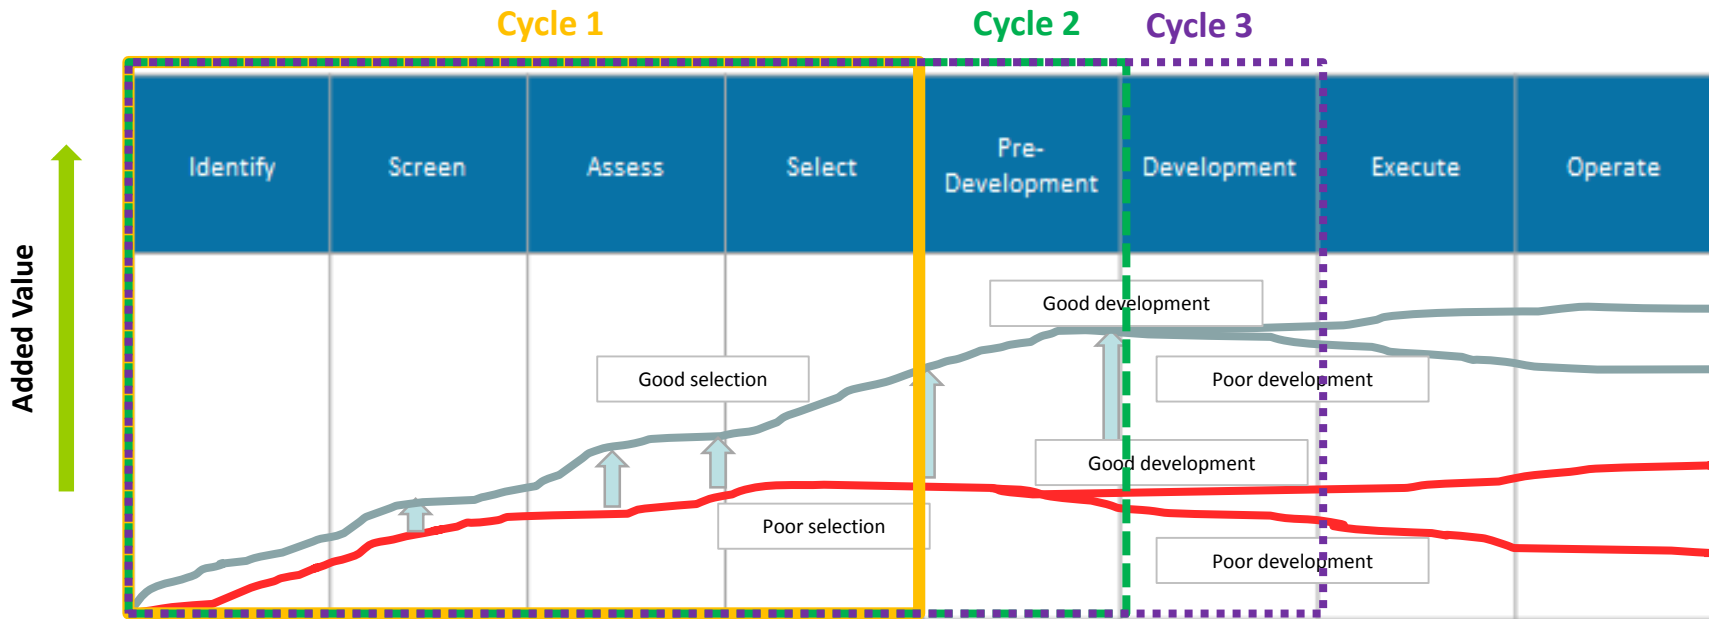 Cycle 1
Cycle 2
Cycle 3
Identify
Screen
Assess
Select
Pre-
Development
Development
Execute
Operate
Added Value
Good development
Good selection
Poor development
Good development
Poor selection
Poor development